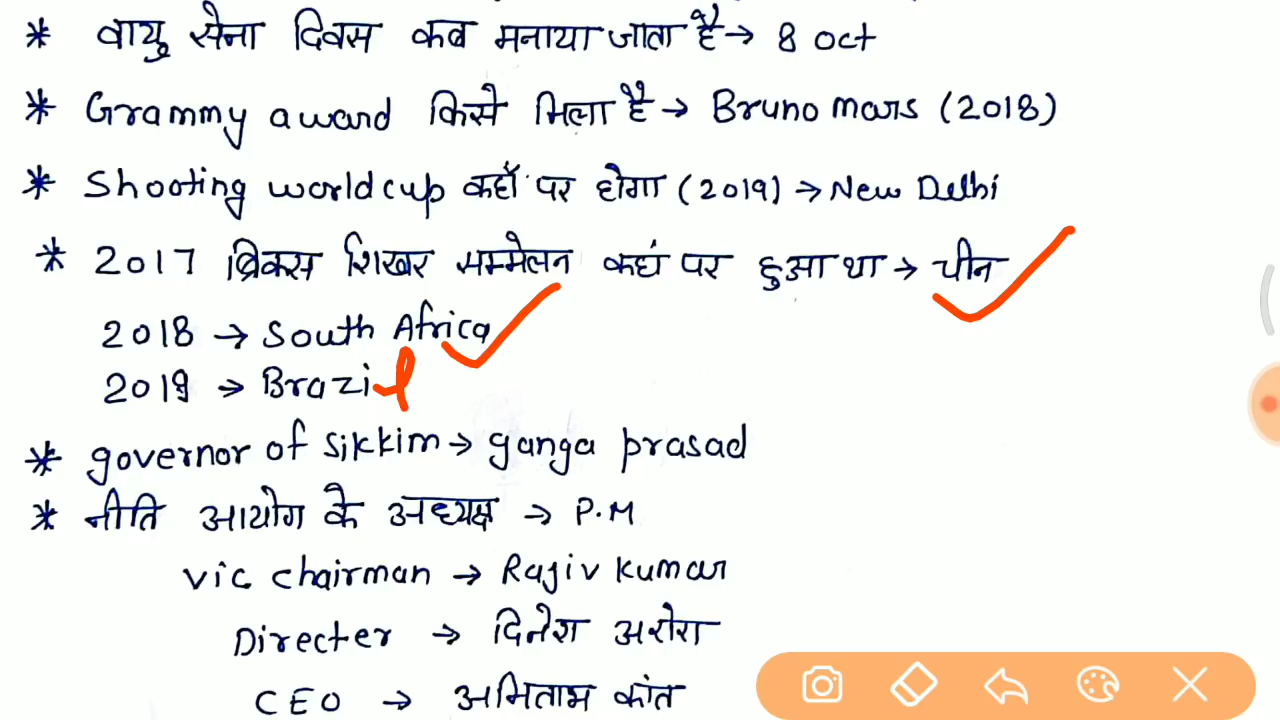 * वायु सेना दिवस कब मनाया जाता है → 8 oct
* Grammy award किसे मिला है → Bruno mars (2018)
* Shooting world cup कहाँ पर होगा (2019) → New Delhi
* 2017 ब्रिक्स शिखर सम्मेलन कहां पर हुआ था → चीन
2018 → South Africa
2019 → Brazil
* governor of Sikkim → ganga prasad
* नीति आयोग के अध्यक्ष → P.M
vic chairman → Rajiv kumar
Directer → दिनेश अरोरा
CEO → अमिताभ कांत